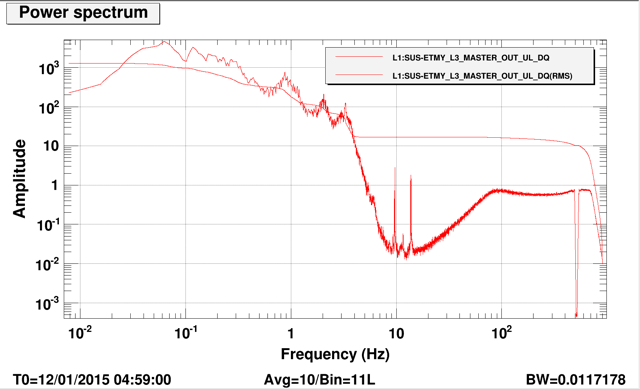 Power spectrum
L1:SUS-ETMY_L3_MASTER_OUT_UL_DQ
L1:SUS-ETMY_L3_MASTER_OUT_UL_DQ(RMS)
Amplitude
10³
10²
10
1
10⁻¹
10⁻²
10⁻³
10⁻² 10⁻¹ 1 10 10²
Frequency (Hz)
T0=12/01/2015 04:59:00 Avg=10/Bin=11L BW=0.0117178